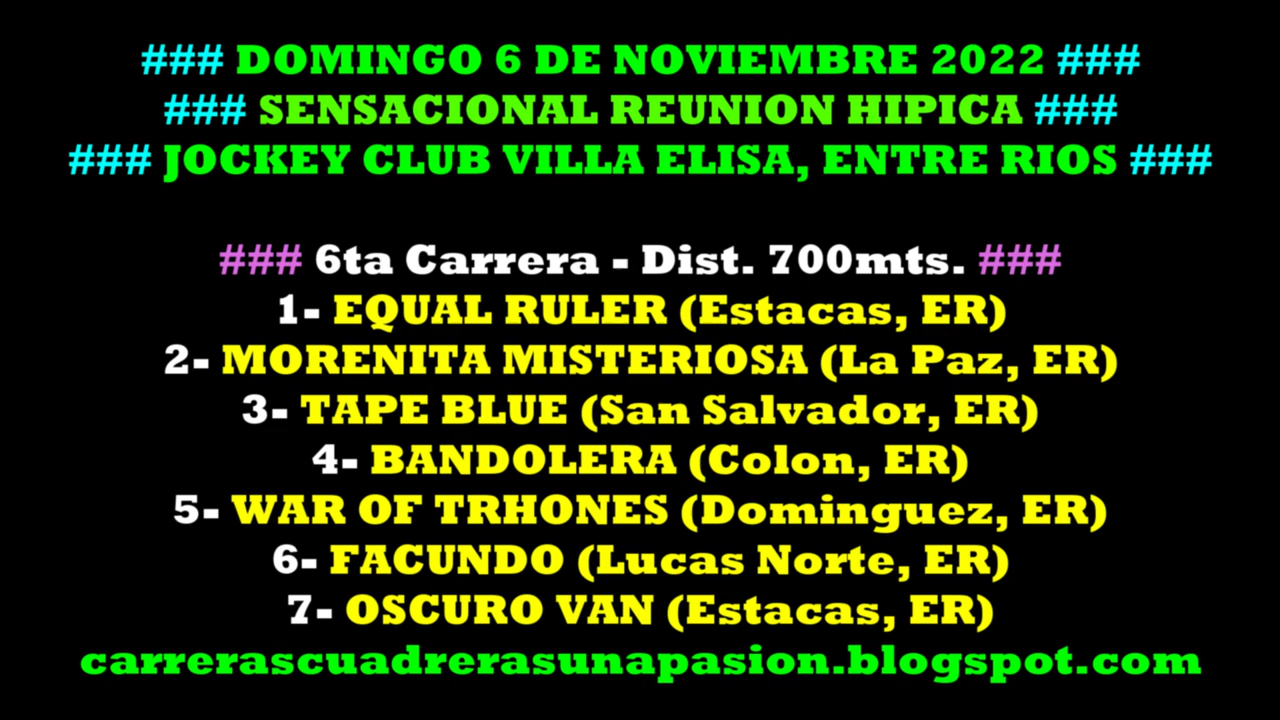 ### DOMINGO 6 DE NOVIEMBRE 2022 ###
### SENSACIONAL REUNION HIPICA ###
### JOCKEY CLUB VILLA ELISA, ENTRE RIOS ###
### 6ta Carrera - Dist. 700mts. ###
1- EQUAL RULER (Estacas, ER)
2- MORENITA MISTERIOSA (La Paz, ER)
3- TAPE BLUE (San Salvador, ER)
4- BANDOLERA (Colon, ER)
5- WAR OF TRHONES (Dominguez, ER)
6- FACUNDO (Lucas Norte, ER)
7- OSCURO VAN (Estacas, ER)
carrerascuadrerasunapasion.blogspot.com